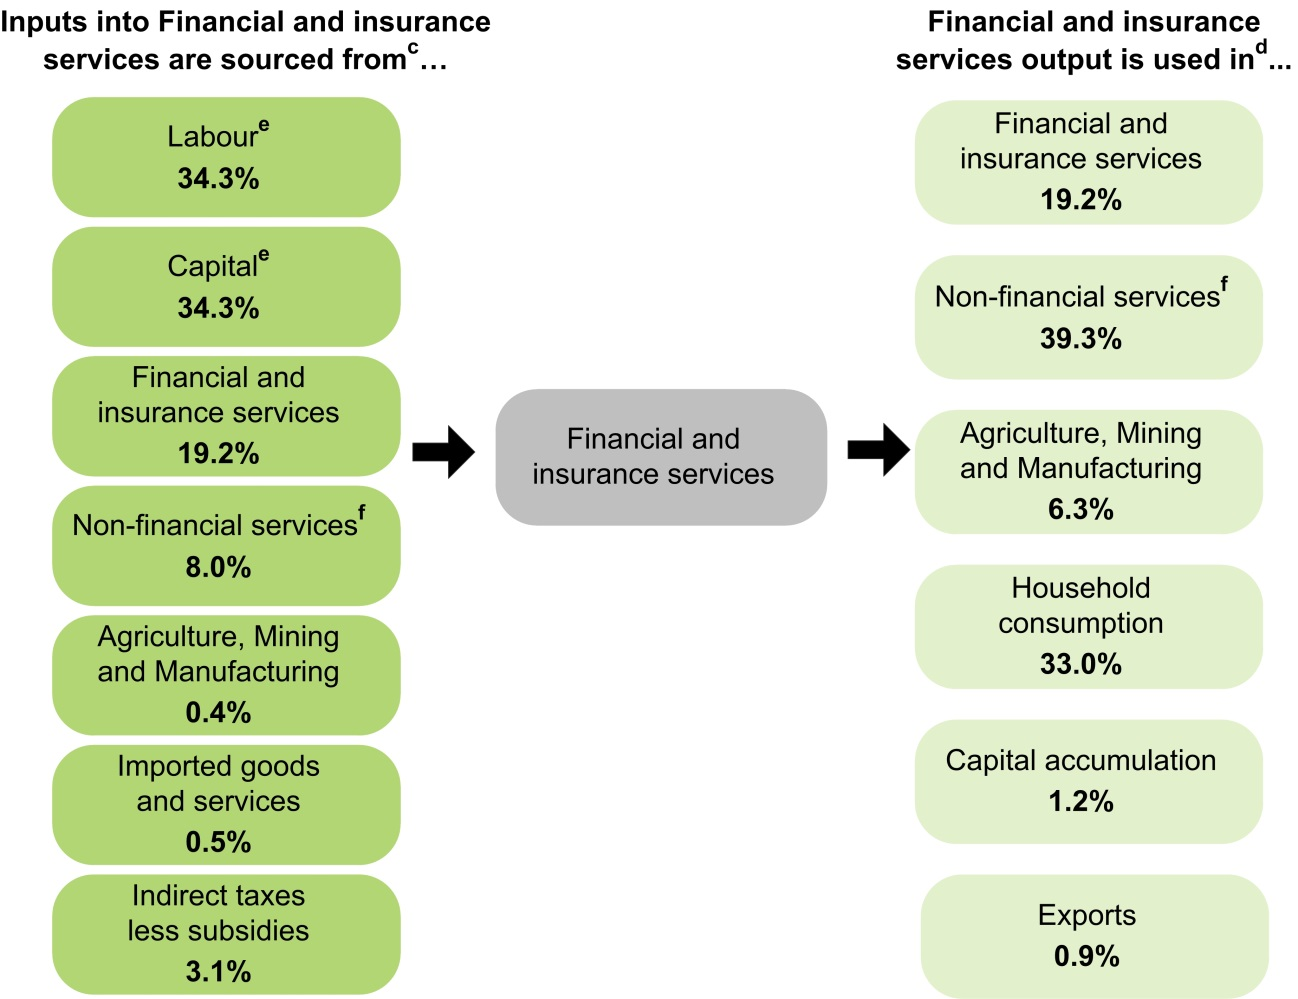 Inputs into Financial and insurance
services are sourced fromᶜ…
Labourᵉ
34.3%
Capitalᵉ
34.3%
Financial and
insurance services
19.2%
Non-financial servicesᶠ
8.0%
Agriculture, Mining
and Manufacturing
0.4%
Imported goods
and services
0.5%
Indirect taxes
less subsidies
3.1%
Financial and
insurance services
Financial and insurance
services output is used inᵈ...
Financial and
insurance services
19.2%
Non-financial servicesᶠ
39.3%
Agriculture, Mining
and Manufacturing
6.3%
Household
consumption
33.0%
Capital accumulation
1.2%
Exports
0.9%